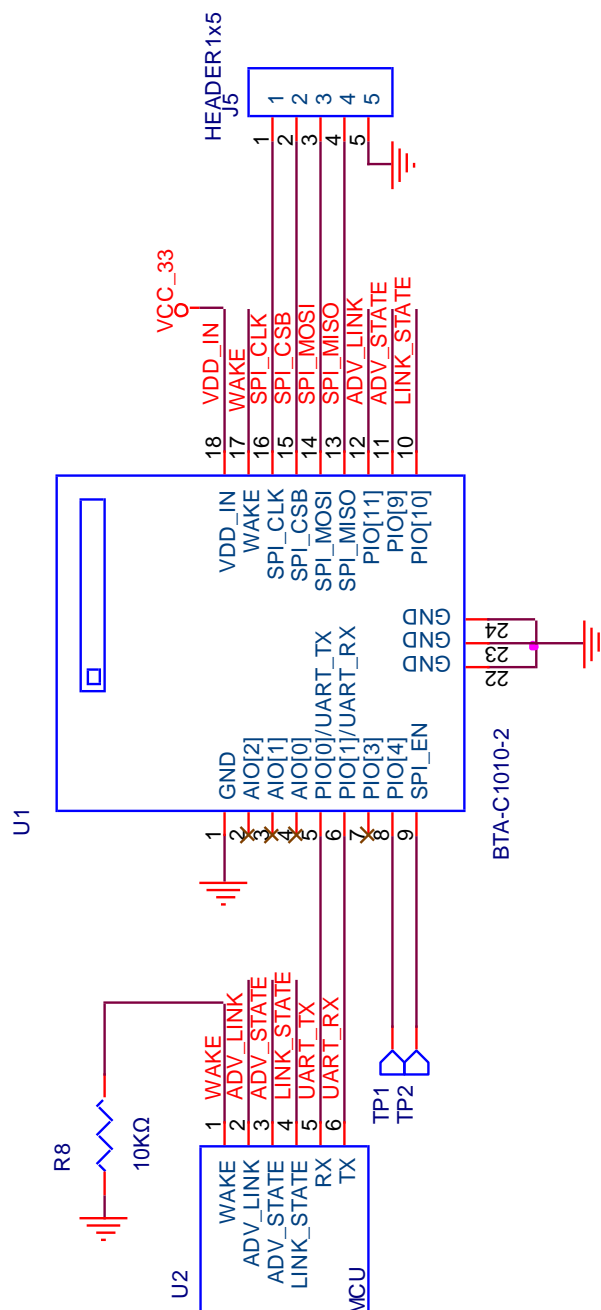 HEADER1x5
J5
1
2
3
4
5
1
2
3
4
5
VCC_33
VDD_IN
WAKE
SPI_CLK
SPI_CSB
SPI_MOSI
SPI_MISO
ADV_LINK
ADV_STATE
LINK_STATE
18
17
16
15
14
13
12
11
10
VDD_IN
WAKE
SPI_CLK
SPI_CSB
SPI_MOSI
SPI_MISO
PIO[11]
PIO[9]
PIO[10]
GND
GND
GND
24
23
22
GND
AIO[2]
AIO[1]
AIO[0]
PIO[0]/UART_TX
PIO[1]/UART_RX
PIO[3]
PIO[4]
SPI_EN
U1
BTA-C1010-2
1
2
3
4
5
6
7
8
9
WAKE
ADV_LINK
ADV_STATE
LINK_STATE
UART_TX
UART_RX
TP1
TP2
R8
10KΩ
1
2
3
4
5
6
WAKE
ADV_LINK
ADV_STATE
LINK_STATE
RX
TX
U2
MCU